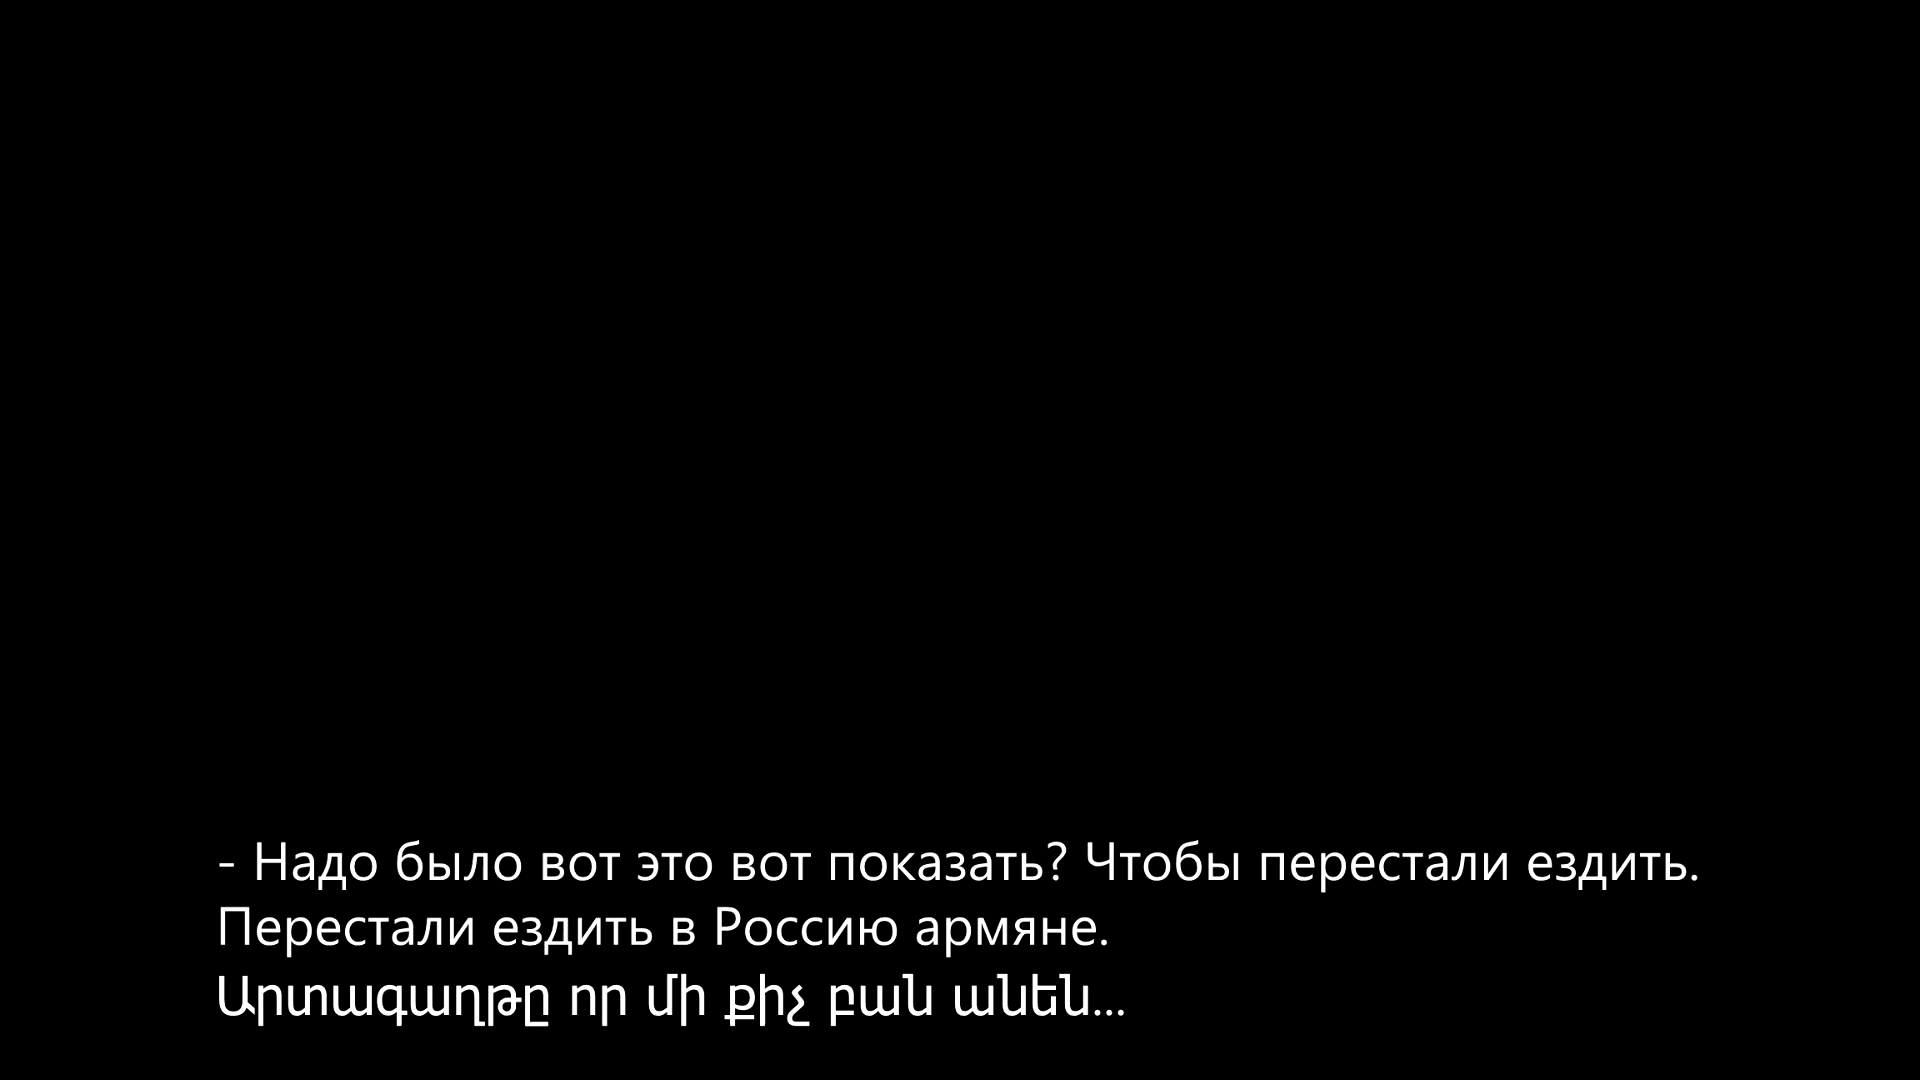 - Надо было вот это вот показать? Чтобы перестали ездить.
Перестали ездить в Россию армяне.
Արտագաղթը որ մի քիչ բան անեն...